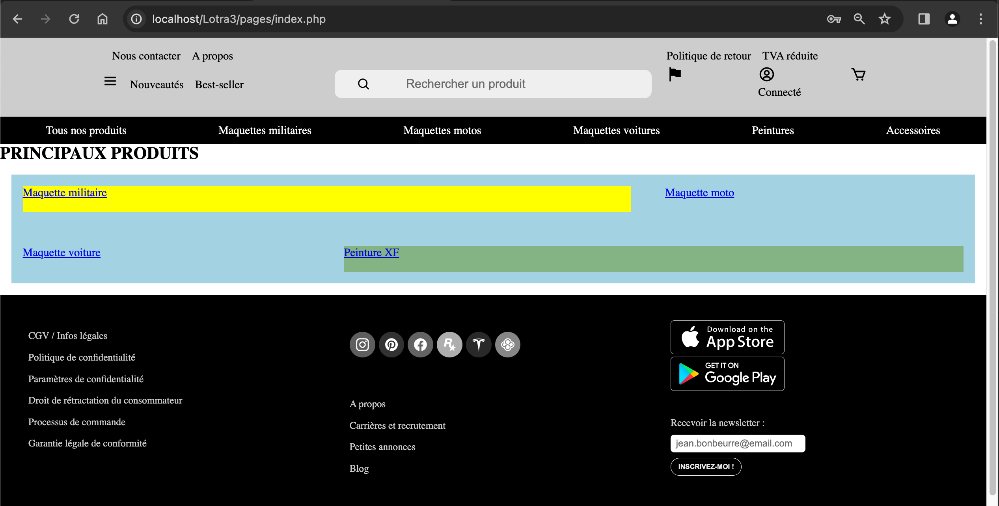 localhost/Lotra3/pages/index.php
Nous contacter A propos
Politique de retour TVA réduite
Nouveautés Best-seller
Rechercher un produit
Connecté
Tous nos produits Maquettes militaires Maquettes motos Maquettes voitures Peintures Accessoires
PRINCIPAUX PRODUITS
Maquette militaire
Maquette moto
Maquette voiture
Peinture XF
CGV / Infos légales
Politique de confidentialité
Paramètres de confidentialité
Droit de rétractation du consommateur
Processus de commande
Garantie légale de conformité
A propos
Carrières et recrutement
Petites annonces
Blog
Download on the
App Store
GET IT ON
Google Play
Recevoir la newsletter :
jean.bonbeurre@email.com
INSCRIVEZ-MOI !